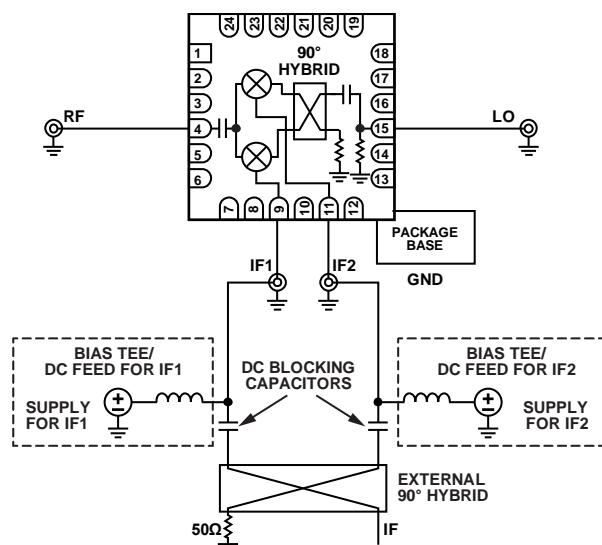 24 23 22 21 20 19
1
2
3
4
5
6
18
17
16
15
14
13
7 8 9 10 11 12
90°
HYBRID
RF
LO
PACKAGE
BASE
GND
IF1
IF2
BIAS TEE/
DC FEED FOR IF1
SUPPLY
FOR IF1
DC BLOCKING
CAPACITORS
BIAS TEE/
DC FEED FOR IF2
SUPPLY
FOR IF2
EXTERNAL
90° HYBRID
50Ω
IF